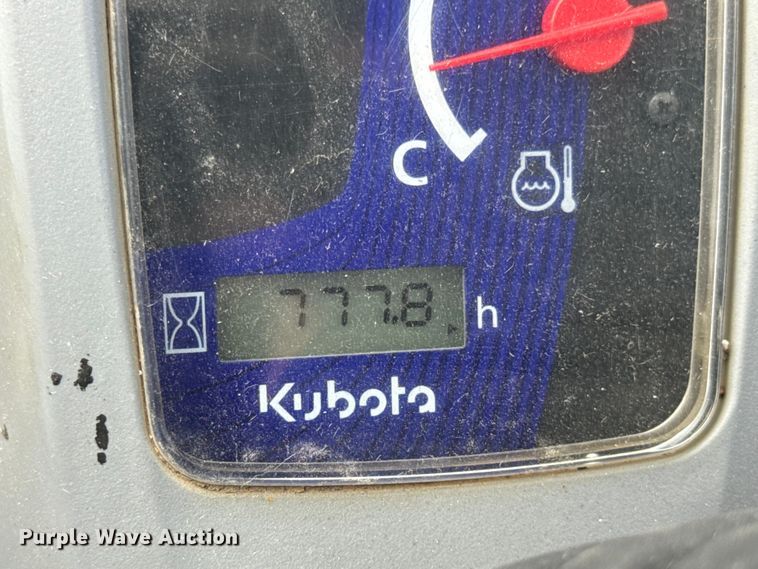 C
777.8 h
Kubota
Purple Wave Auction